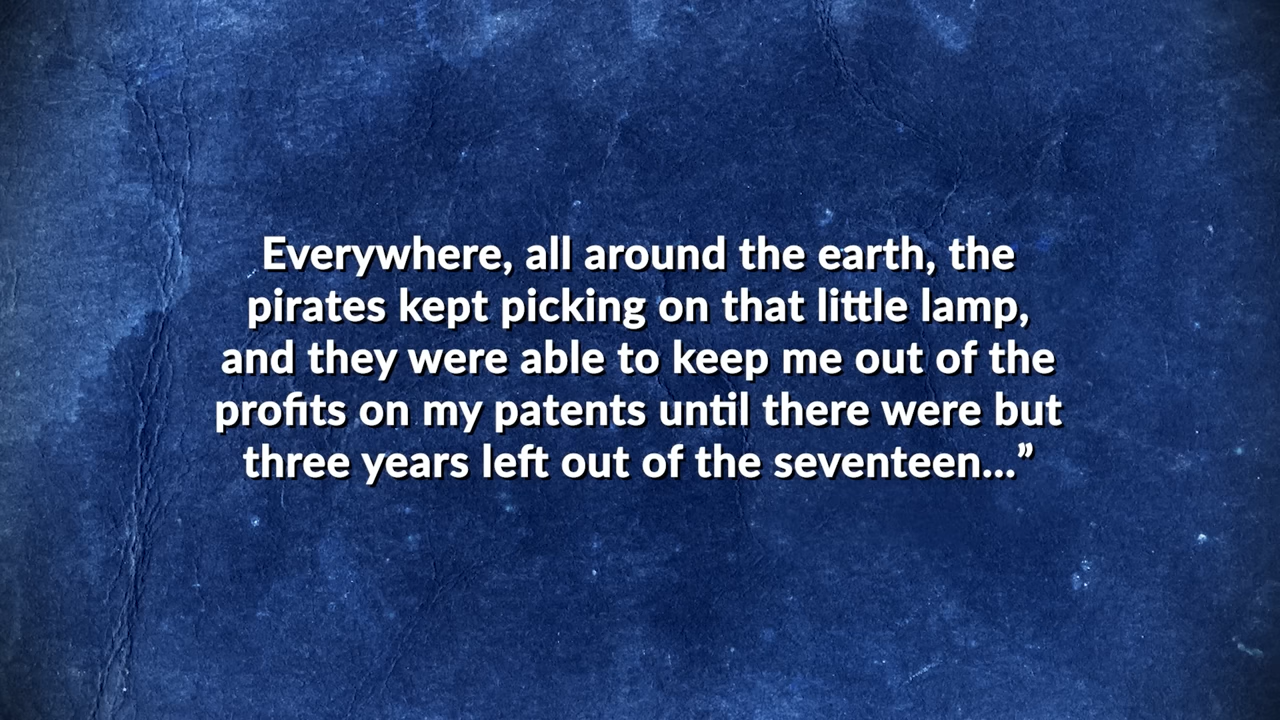 Everywhere, all around the earth, the
pirates kept picking on that little lamp,
and they were able to keep me out of the
profits on my patents until there were but
three years left out of the seventeen...”